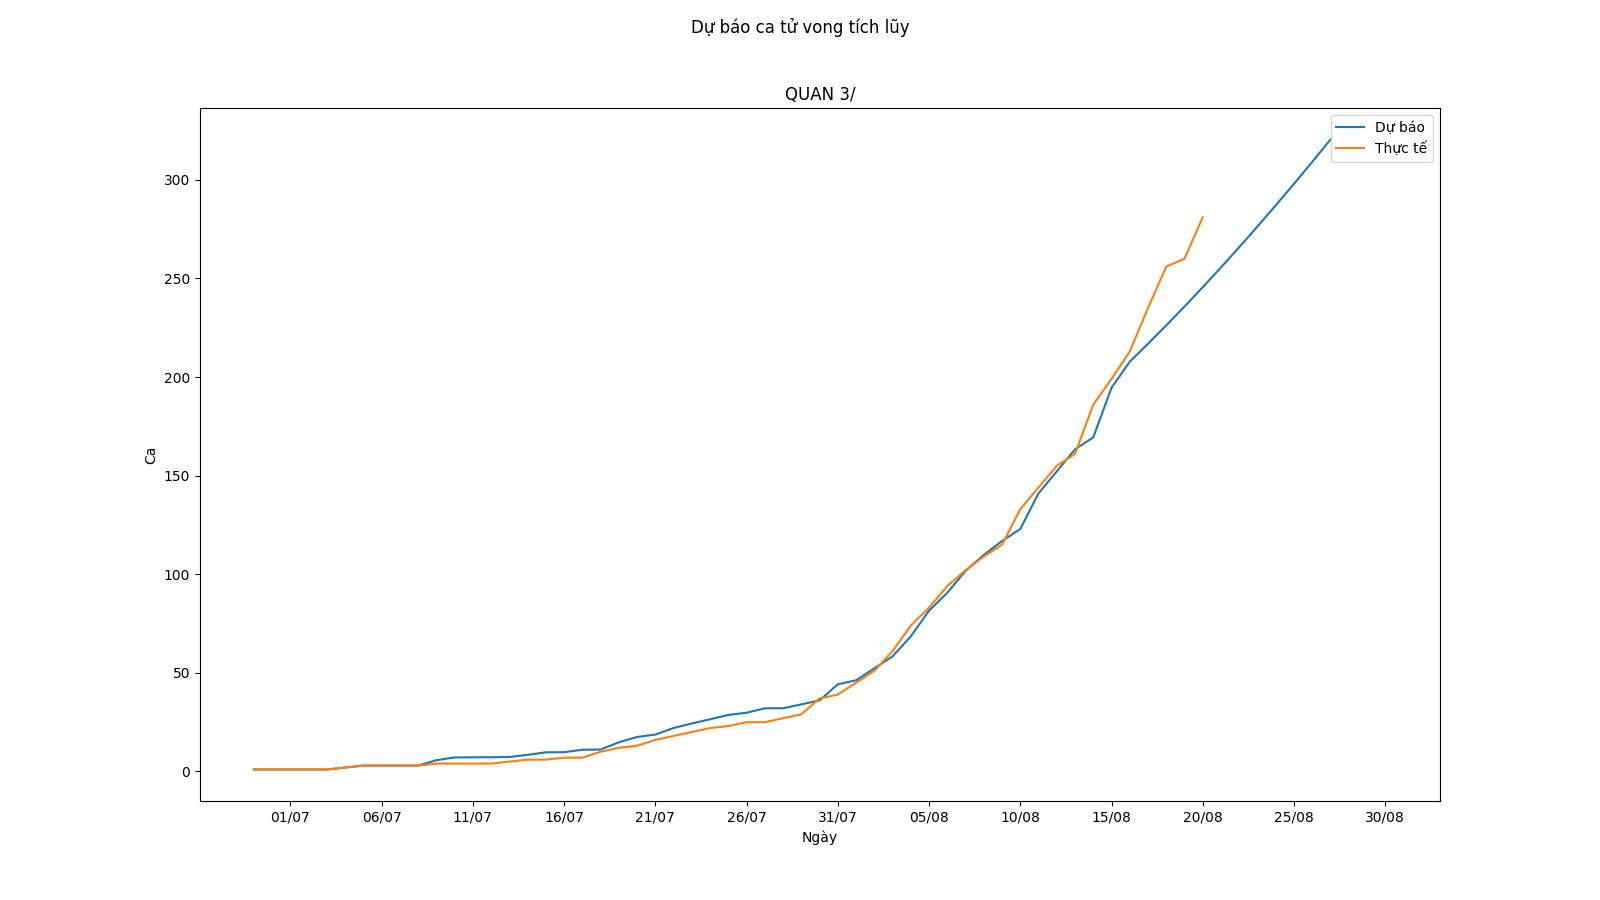 Dự báo ca tử vong tích lũy
QUAN 3/
Dự báo
Thực tế
300
250
200
150
100
50
0
Ca
01/07 06/07 11/07 16/07 21/07 26/07 31/07 05/08 10/08 15/08 20/08 25/08 30/08
Ngày